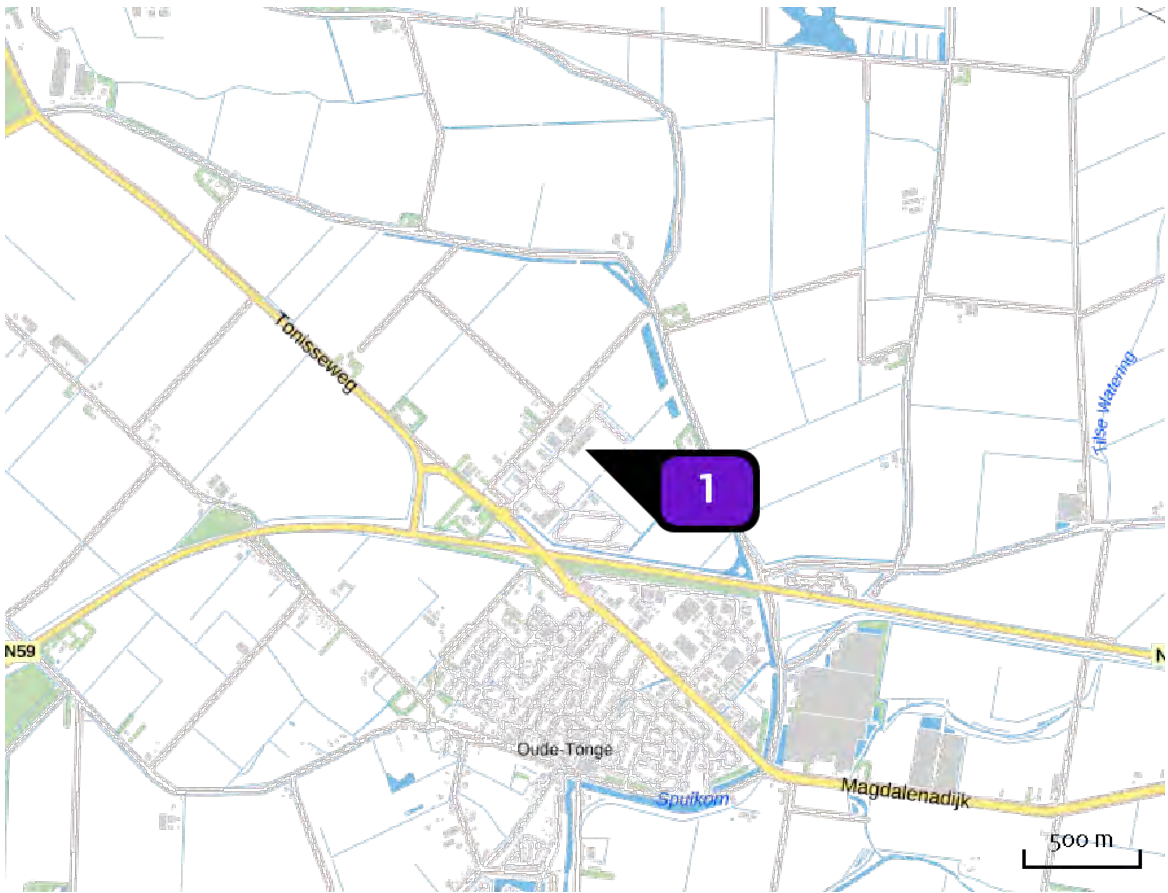 Tonisseweg
Tilse Watering
1
N59
N
Oude-Tonge
Spuikom
Magdalenadijk
500 m